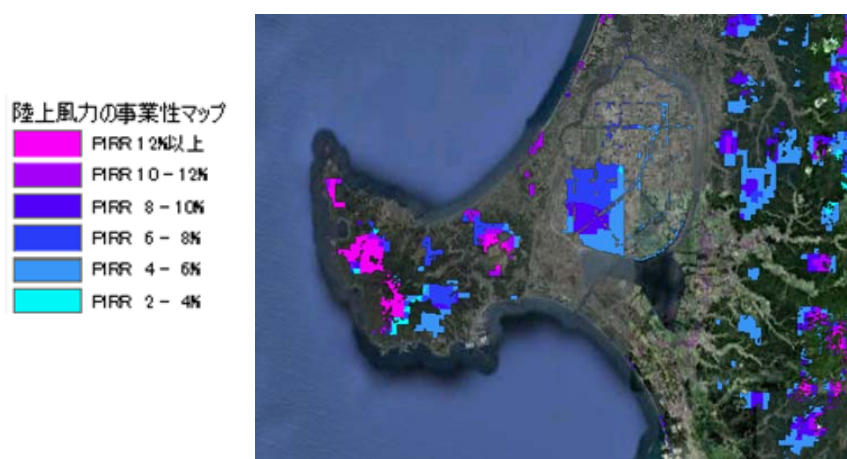 陸上風力の事業性マップ
PIRR 12%以上
PIRR 10-12%
PIRR 8-10%
PIRR 6-8%
PIRR 4-6%
PIRR 2-4%